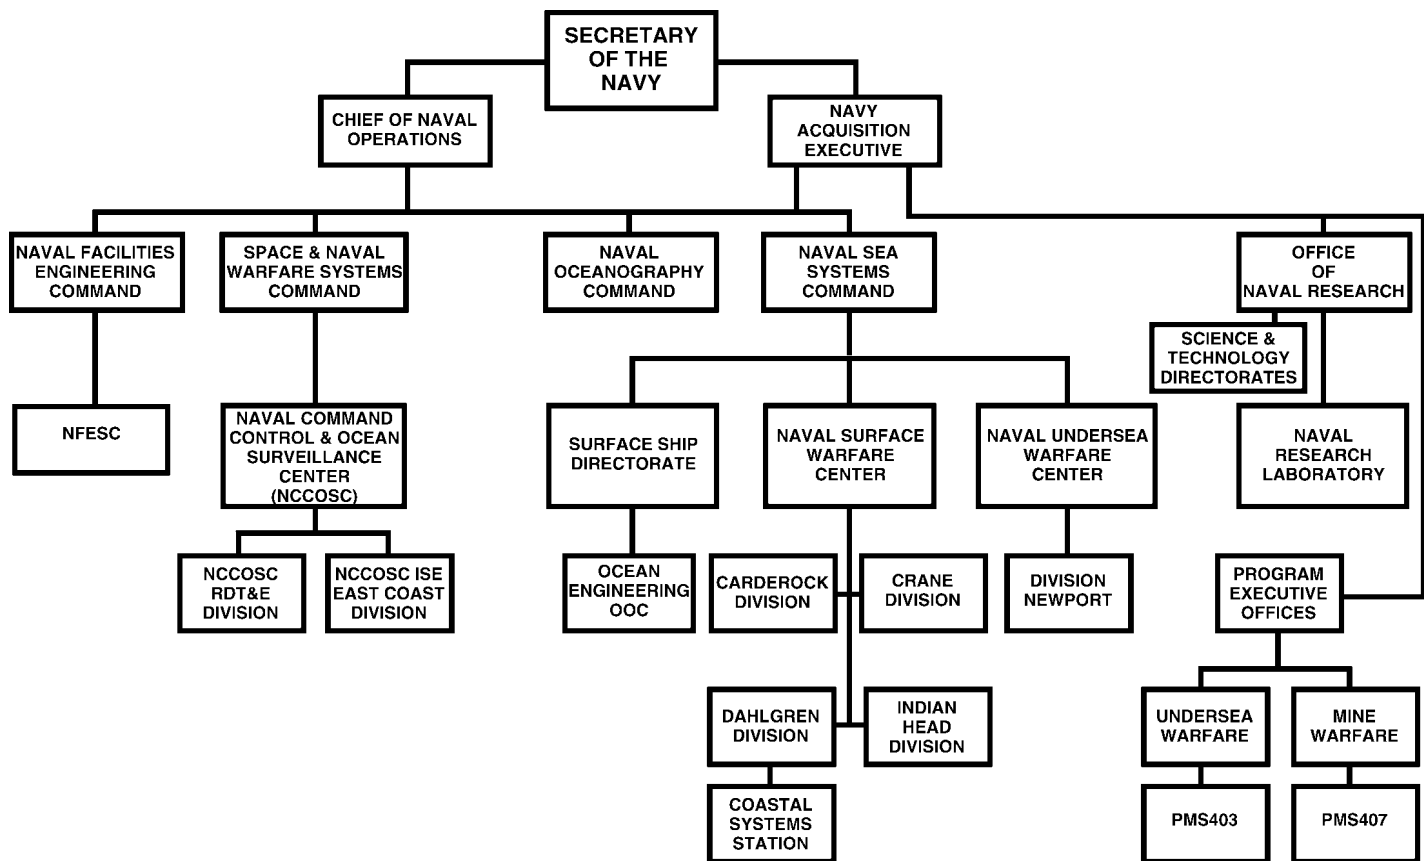 SECRETARY
OF THE
NAVY
CHIEF OF NAVAL
OPERATIONS
NAVY
ACQUISITION
EXECUTIVE
NAVAL FACILITIES
ENGINEERING
COMMAND
SPACE & NAVAL
WARFARE SYSTEMS
COMMAND
NAVAL
OCEANOGRAPHY
COMMAND
NAVAL SEA
SYSTEMS
COMMAND
OFFICE
OF
NAVAL RESEARCH
SCIENCE &
TECHNOLOGY
DIRECTORATES
NFESC
NAVAL COMMAND
CONTROL & OCEAN
SURVEILLANCE
CENTER
(NCCOSC)
SURFACE SHIP
DIRECTORATE
NAVAL SURFACE
WARFARE
CENTER
NAVAL UNDERSEA
WARFARE
CENTER
NAVAL
RESEARCH
LABORATORY
NCCOSC
RDT&E
DIVISION
NCCOSC ISE
EAST COAST
DIVISION
OCEAN
ENGINEERING
OOC
CARDEROCK
DIVISION
CRANE
DIVISION
DIVISION
NEWPORT
PROGRAM
EXECUTIVE
OFFICES
DAHLGREN
DIVISION
INDIAN
HEAD
DIVISION
UNDERSEA
WARFARE
MINE
WARFARE
COASTAL
SYSTEMS
STATION
PMS403
PMS407